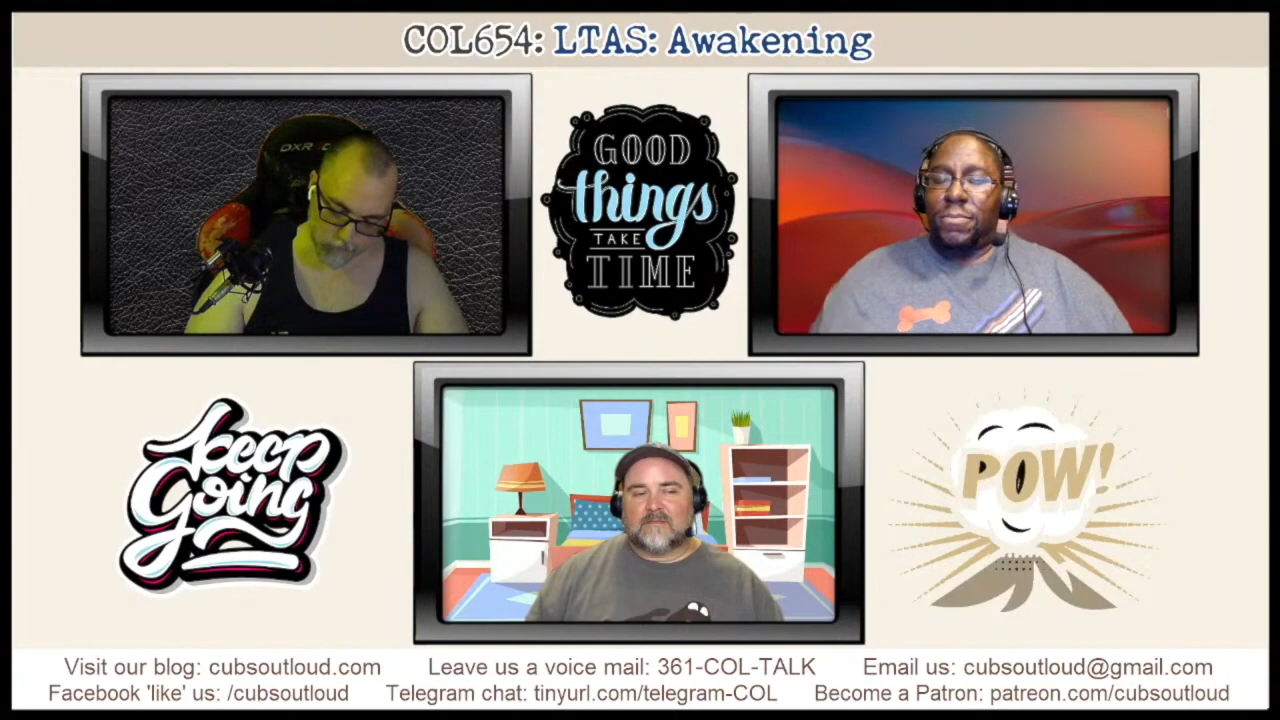 COL654: LTAS: Awakening
DXR
GOOD
things
TAKE
TIME
keep
Going
POW!
Visit our blog: cubsoutloud.com
Leave us a voice mail: 361-COL-TALK
Email us: cubsoutloud@gmail.com
Facebook 'like' us: /cubsoutloud
Telegram chat: tinyurl.com/telegram-COL
Become a Patron: patreon.com/cubsoutloud